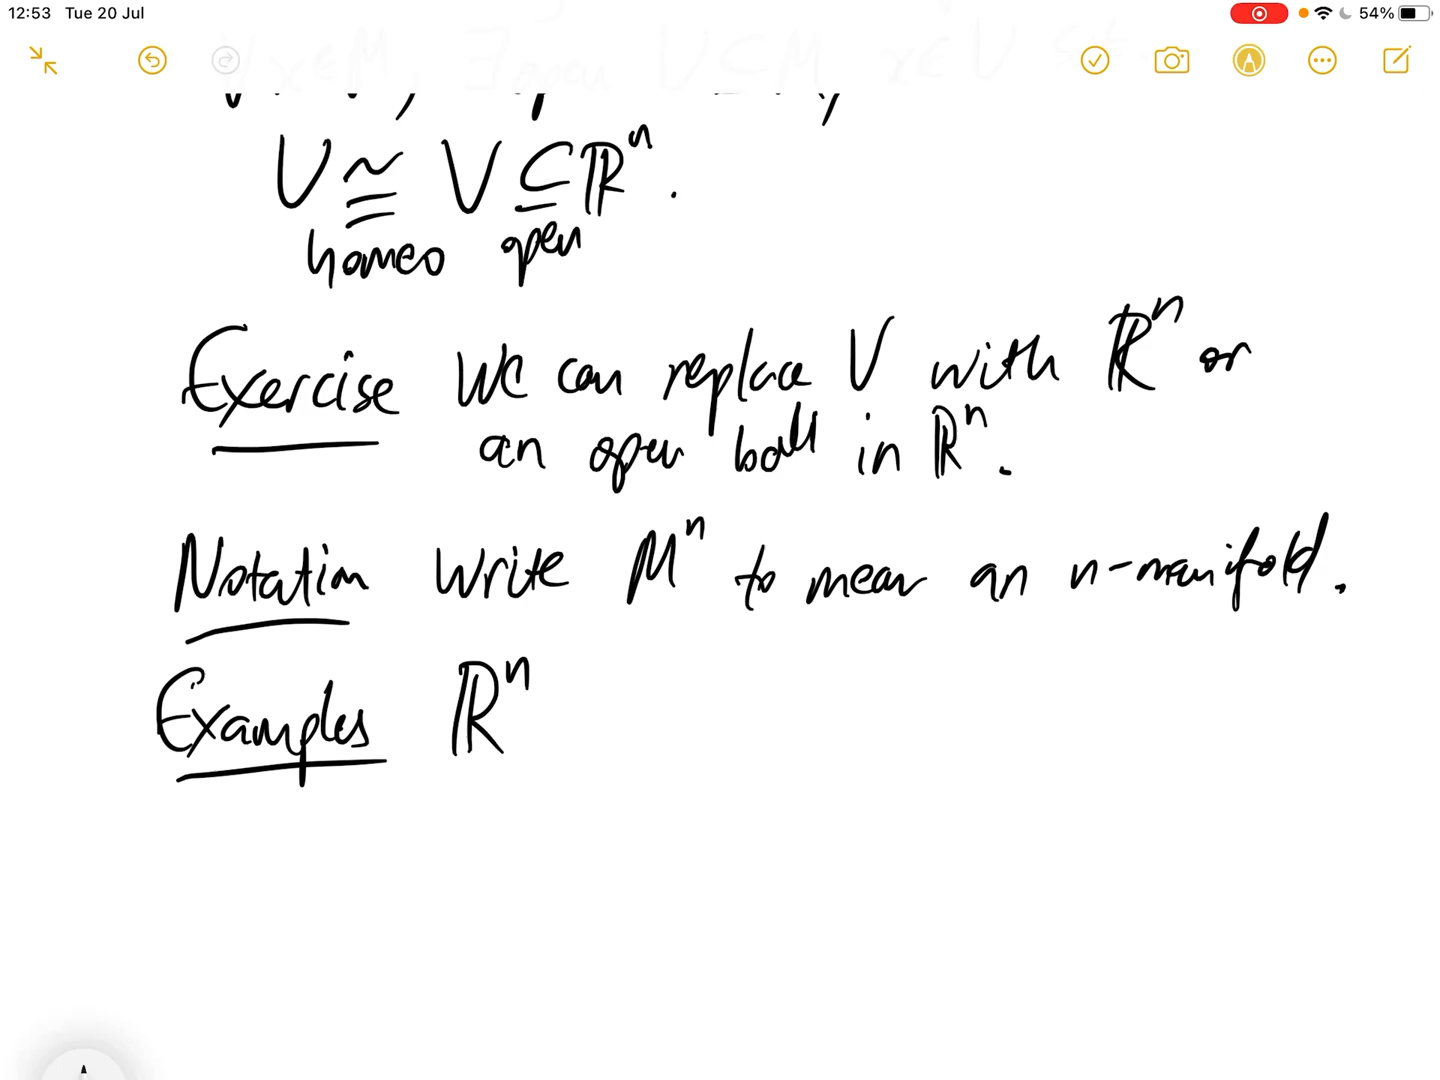 12:53 Tue 20 Jul 54%
∀x∈M, ∃ open U⊆M, x∈U s.t.
U ≅ V ⊆ ℝⁿ.
homeo open
Exercise We can replace V with ℝⁿ or
an open ball in ℝⁿ.
Notation Write Mⁿ to mean an n-manifold.
Examples ℝⁿ